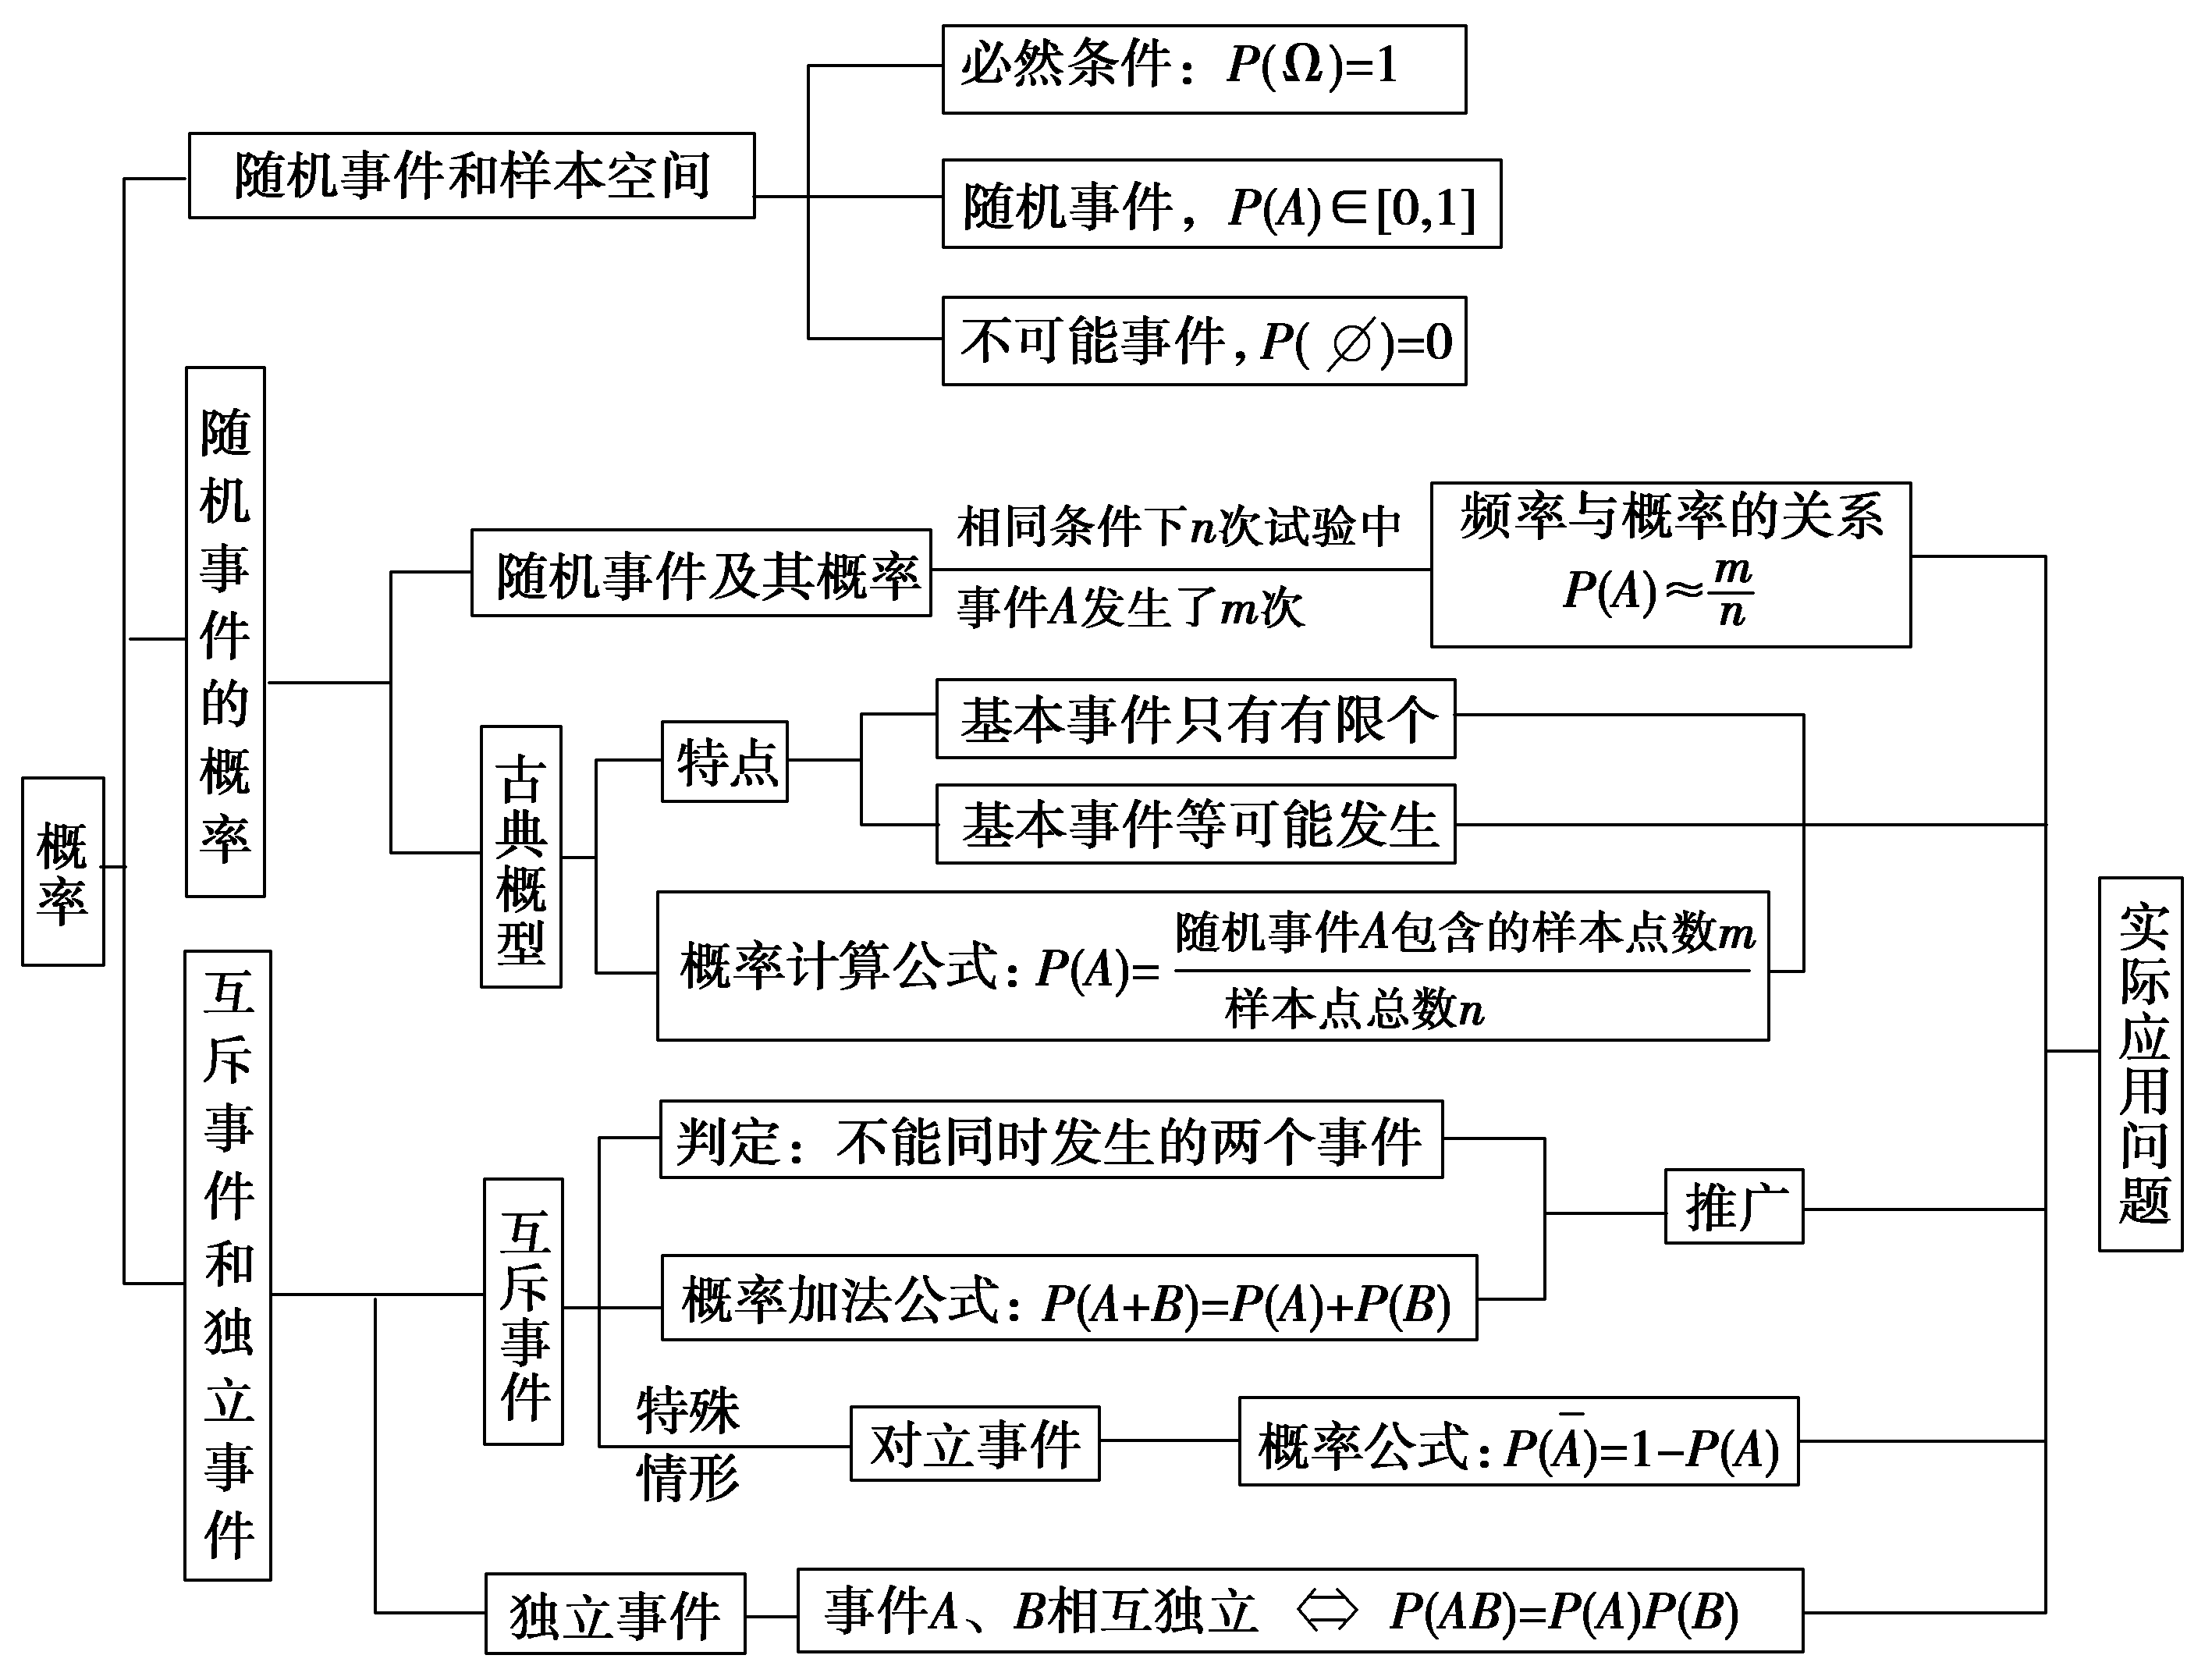 概率
随机事件和样本空间
必然条件：P(Ω)=1
随机事件，P(A)∈[0,1]
不可能事件,P(∅)=0
随机事件的概率
随机事件及其概率
相同条件下n次试验中
事件A发生了m次
频率与概率的关系
P(A)≈m/n
古典概型
特点
基本事件只有有限个
基本事件等可能发生
概率计算公式：P(A)=随机事件A包含的样本点数m/样本点总数n
互斥事件和独立事件
互斥事件
判定：不能同时发生的两个事件
概率加法公式：P(A+B)=P(A)+P(B)
推广
特殊
情形
对立事件
概率公式：P(A̅)=1−P(A)
独立事件
事件A、B相互独立 ⇔ P(AB)=P(A)P(B)
实际应用问题